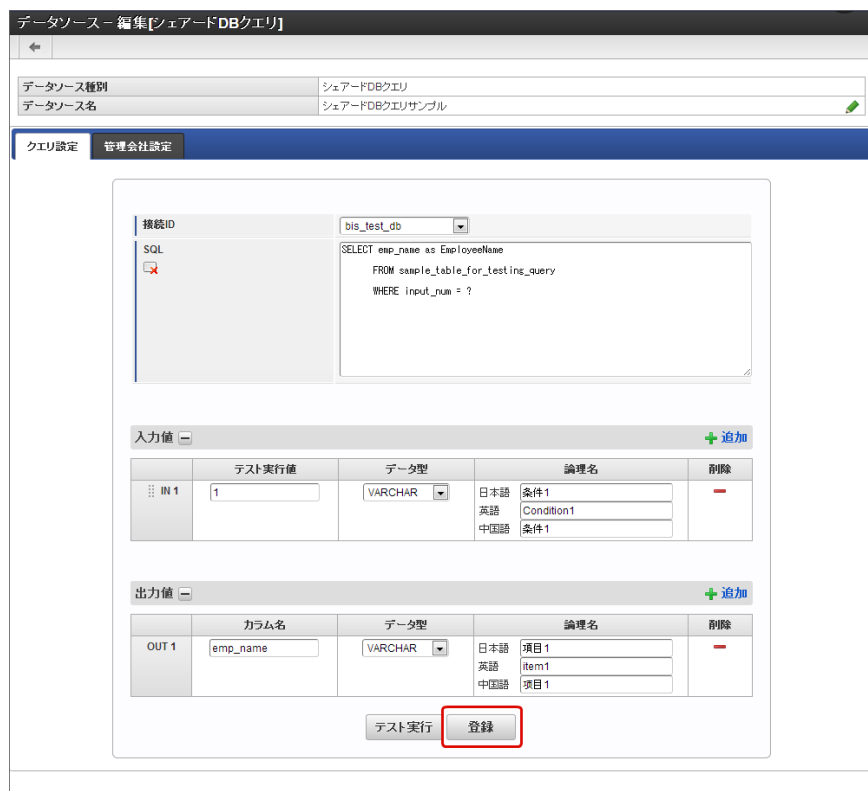 データソース - 編集[シェアードDBクエリ]
データソース種別 シェアードDBクエリ
データソース名 シェアードDBクエリサンプル
クエリ設定 管理会社設定
接続ID bis_test_db
SQL SELECT emp_name as EmployeeName
FROM sample_table_for_testing_query
WHERE input_num = ?
入力値 追加
テスト実行値 データ型 論理名 削除
IN 1 1 VARCHAR 日本語 条件1
英語 Condition1
中国語 条件1
出力値 追加
カラム名 データ型 論理名 削除
OUT 1 emp_name VARCHAR 日本語 項目1
英語 item1
中国語 项目1
テスト実行 登録